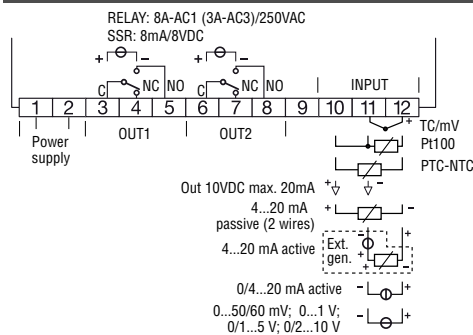 RELAY: 8A-AC1 (3A-AC3)/250VAC
SSR: 8mA/8VDC
+ - + -
C NC NO C NC NO INPUT
1 2 3 4 5 6 7 8 9 10 11 12
Power supply OUT1 OUT2
+ TC/mV
Pt100
PTC-NTC
Out 10VDC max. 20mA + -
4...20 mA passive (2 wires) + -
4...20 mA active Ext. gen. - + + - +
0/4...20 mA active - +
0...50/60 mV; 0...1 V;
0/1...5 V; 0/2...10 V - +